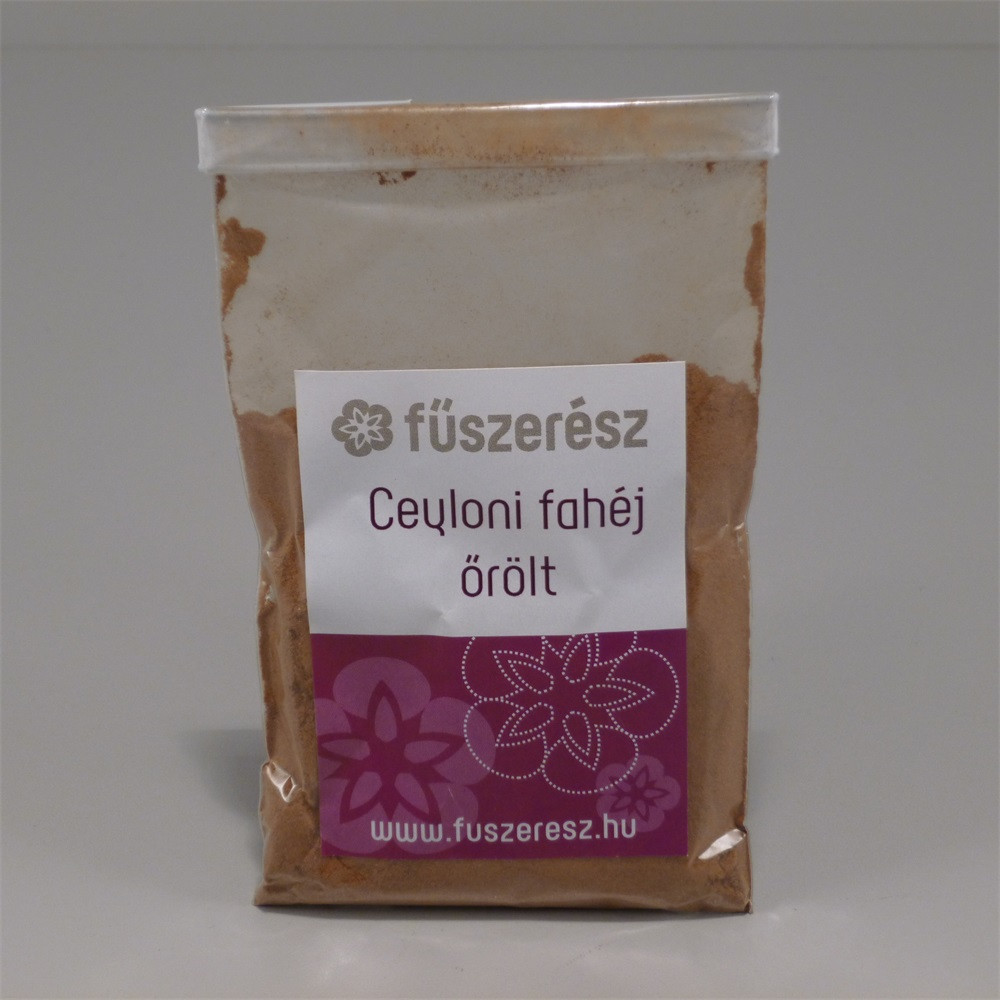 fűszerész
Ceyloni fahéj
őrölt
www.fuszeresz.hu